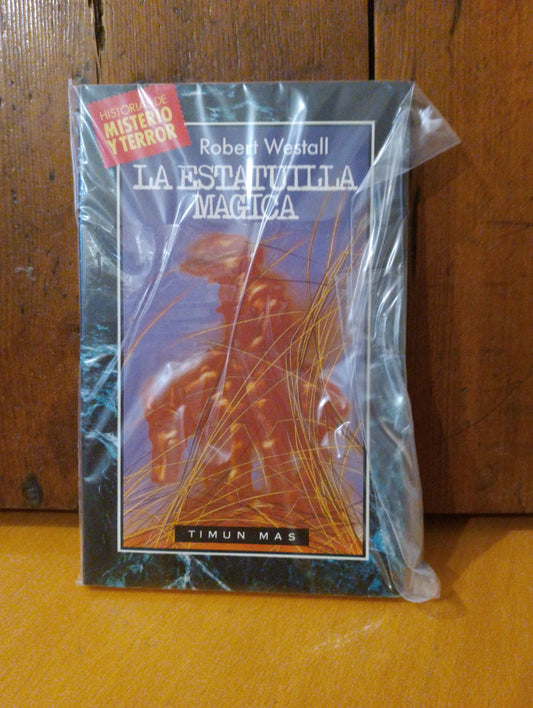 HISTORIAS DE
MISTERIO
Y TERROR
Robert Westall
LA ESTATUILLA
MAGICA
TIMUN MAS